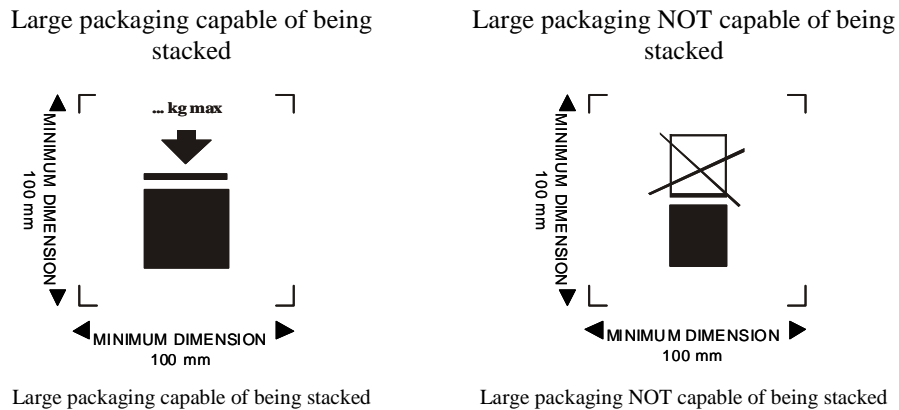 Large packaging capable of being
stacked
Large packaging NOT capable of being
stacked
... kg max
MINIMUM DIMENSION
100 mm
MINIMUM DIMENSION
100 mm
MINIMUM DIMENSION
100 mm
MINIMUM DIMENSION
100 mm
Large packaging capable of being stacked
Large packaging NOT capable of being stacked